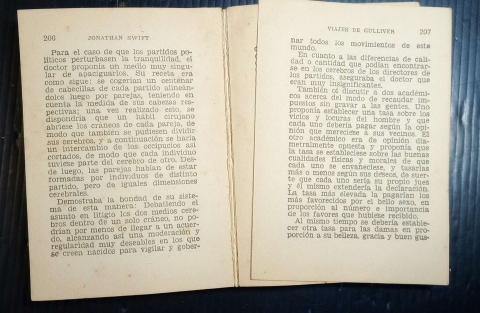 206 JONATHAN SWIFT
Para el caso de que los partidos po-
líticos perturbasen la tranquilidad, el
doctor proponía un medio muy singu-
lar de apaciguarlos. Su receta era
como sigue: se cogerían un centenar
de cabecillas de cada partido alineán-
dolos luego por parejas, teniendo en
cuenta la medida de sus cabezas res-
pectivas; una vez realizado esto, se
dispondría que un hábil cirujano
abriese los cráneos de cada pareja, de
modo que también se pudiesen dividir
sus cerebros, y a continuación se haría
un intercambio de los occipucios así
cortados, de modo que cada individuo
tuviese parte del cerebro de otro. Des-
de luego, las parejas habían de estar
formadas por individuos de distinto
partido, pero de iguales dimensiones
cerebrales.
Demostraba la bondad de su siste-
ma de esta manera: Debatiendo el
asunto en litigio los dos medios cere-
bros dentro de un solo cráneo, no po-
drían por menos de llegar a un acuer-
do, alcanzando así una moderación y
regularidad muy deseables en los que
se creen nacidos para vigilar y gober-
VIAJES DE GULLIVER 207
nar todos los movimientos de este
mundo.
En cuanto a las diferencias de cali-
dad o cantidad que podían encontrar-
se en los cerebros de los directores de
los partidos, aseguraba el doctor que
eran muy insignificantes.
También oí discutir a dos académi-
cos acerca del modo de recaudar im-
puestos sin gravar a las gentes. Uno
proponía establecer una tasa sobre los
vicios y locuras del hombre y que
cada uno debería pagar según la opi-
nión que mereciese a sus vecinos. El
otro académico era de opinión dia-
metralmente opuesta y proponía que
la tasa se estableciese sobre las buenas
cualidades físicas y morales de que
cada uno se envaneciese, y tasarlas
más o menos según sus deseos, de suer-
te que cada uno sería su propio juez
y él mismo extendería la declaración.
La tasa más elevada la pagarían los
más favorecidos por el bello sexo, en
proporción al número e importancia
de los favores que hubiese recibido.
Al mismo tiempo se debería estable-
cer otra tasa para las damas en pro-
porción a su belleza, gracia y buen gus-